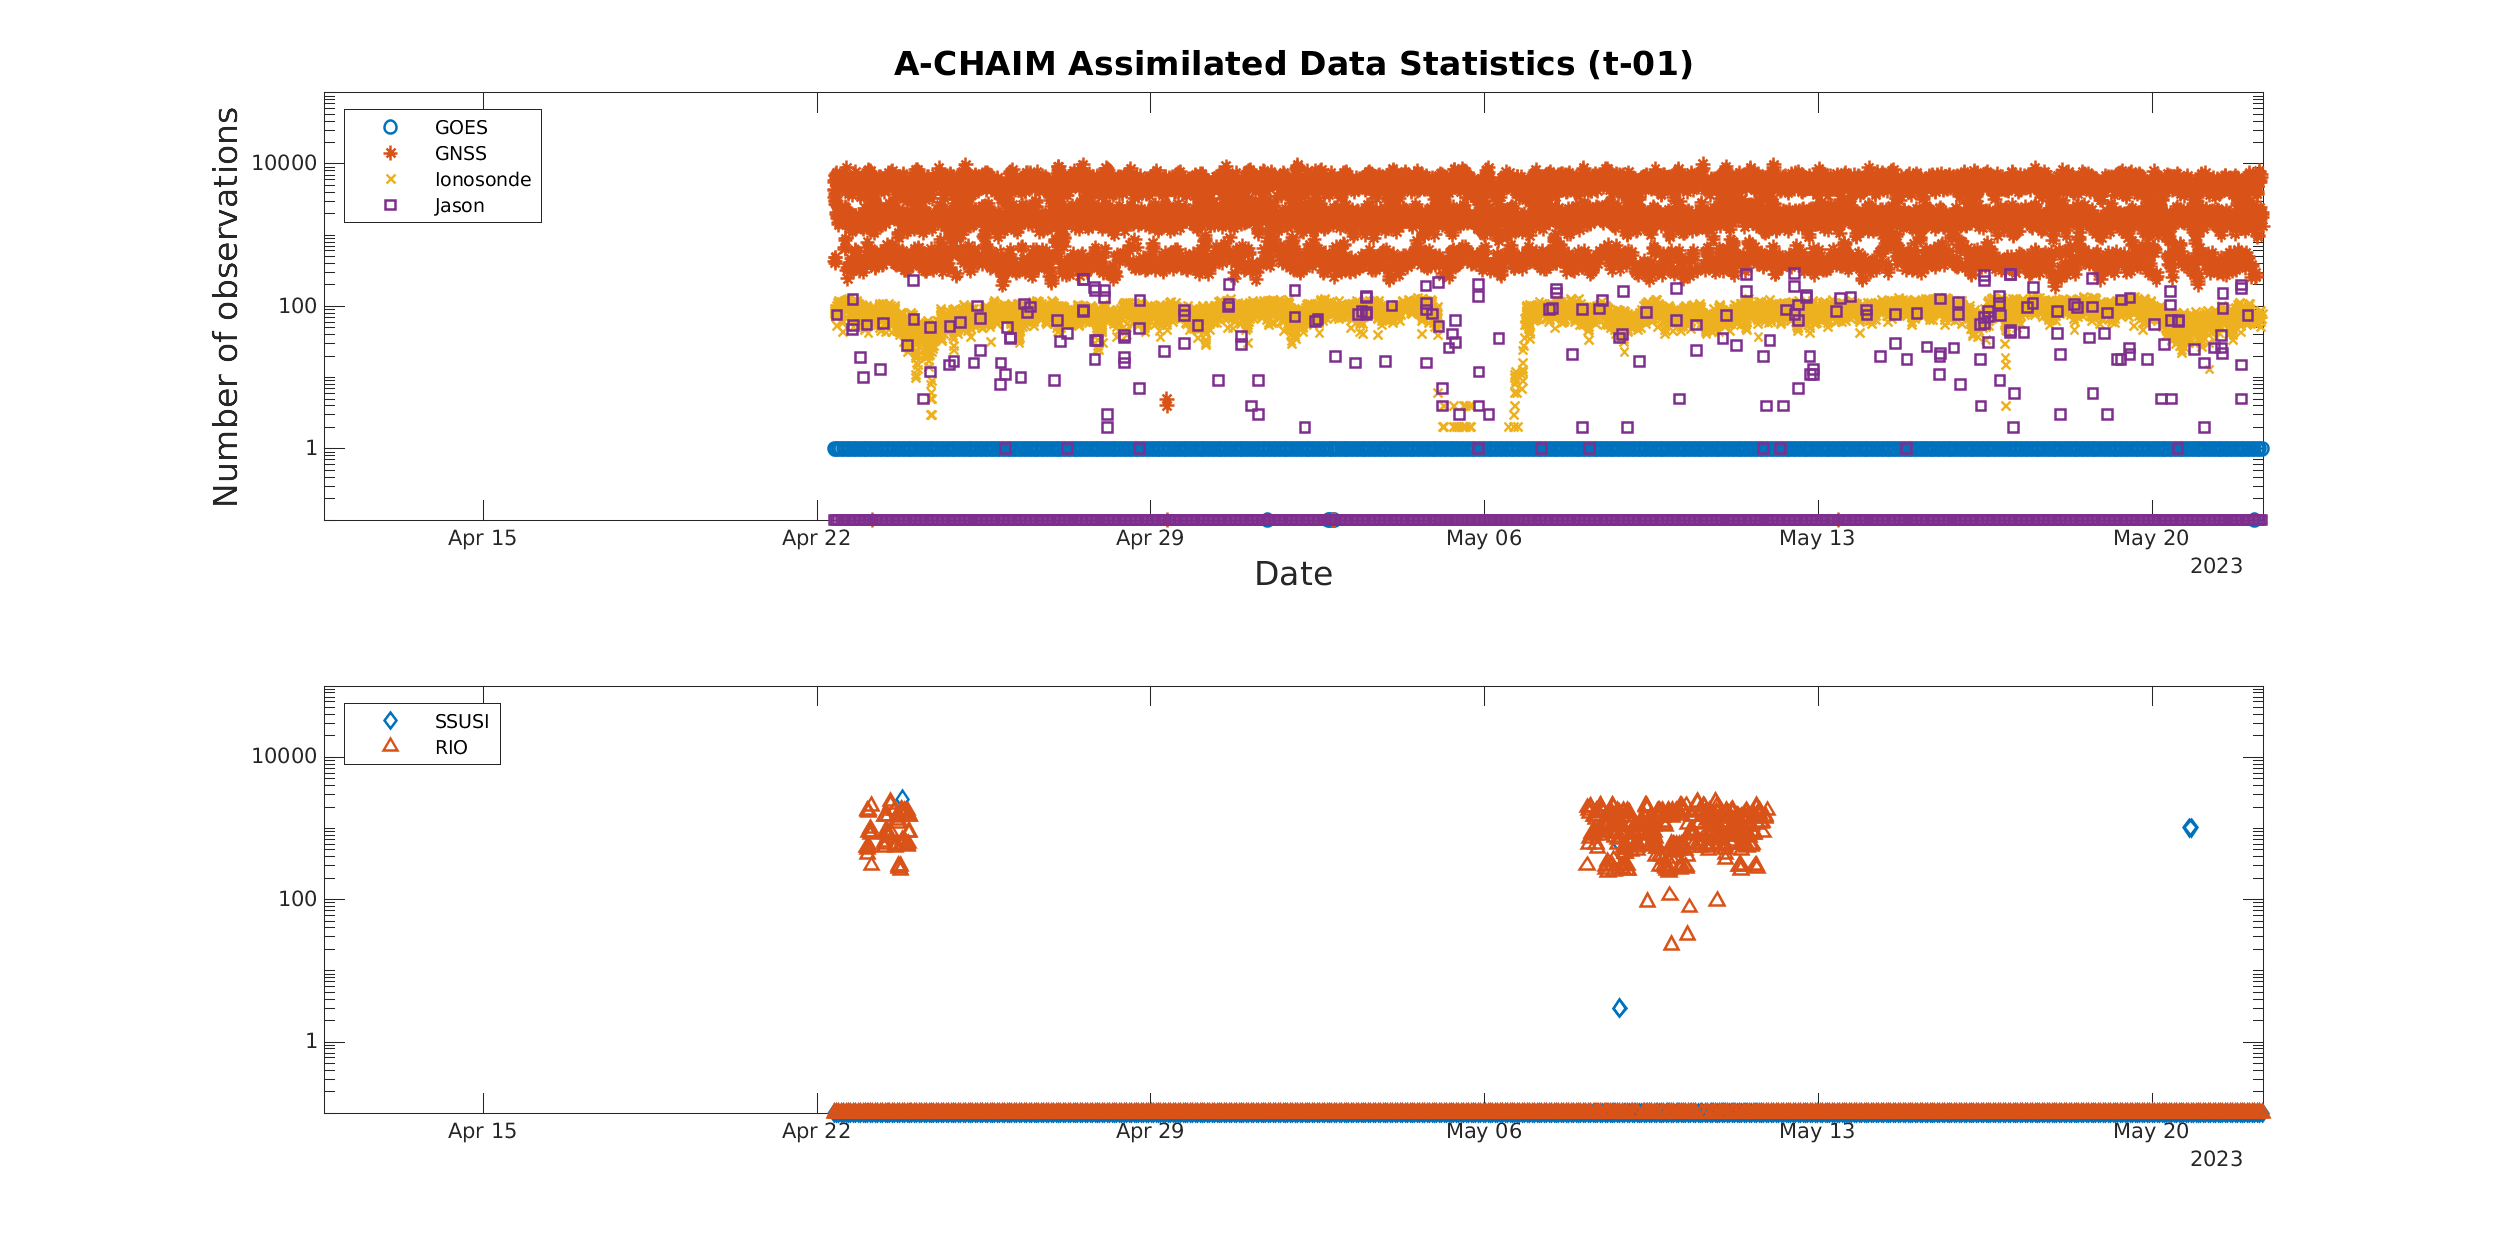 A-CHAIM Assimilated Data Statistics (t-01)
Number of observations
GOES
GNSS
Ionosonde
Jason
10000
100
1
Apr 15 Apr 22 Apr 29 May 06 May 13 May 20
2023
Date
SSUSI
RIO
10000
100
1
Apr 15 Apr 22 Apr 29 May 06 May 13 May 20
2023